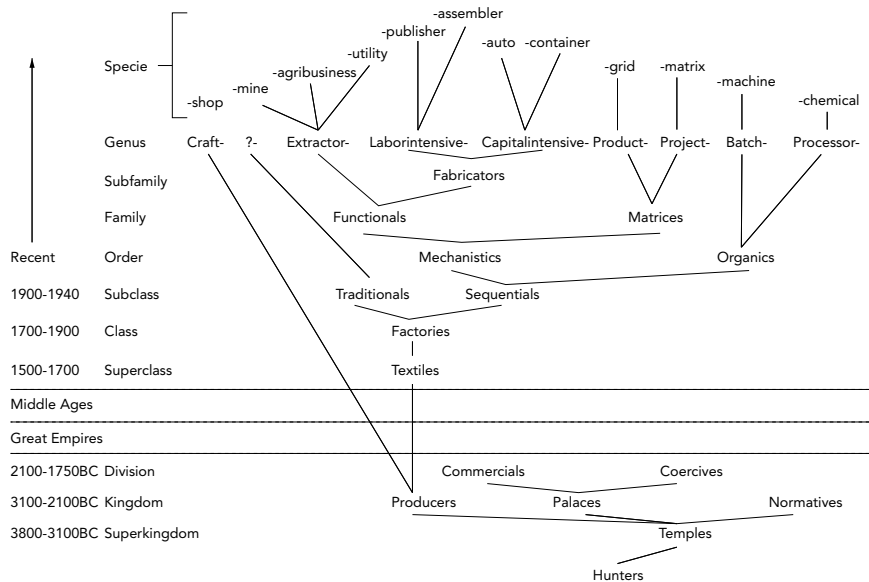 -assembler
-publisher
-auto -container
-utility
Specie -agribusiness -grid -matrix
-mine -machine
-shop -chemical
Genus Craft- ?- Extractor- Laborintensive- Capitalintensive- Product- Project- Batch- Processor-
Subfamily Fabricators
Family Functionals Matrices
Recent Order Mechanistics Organics
1900-1940 Subclass Traditionals Sequentials
1700-1900 Class Factories
1500-1700 Superclass Textiles
Middle Ages
Great Empires
2100-1750BC Division Commercials Coercives
3100-2100BC Kingdom Producers Palaces Normatives
3800-3100BC Superkingdom Temples
Hunters